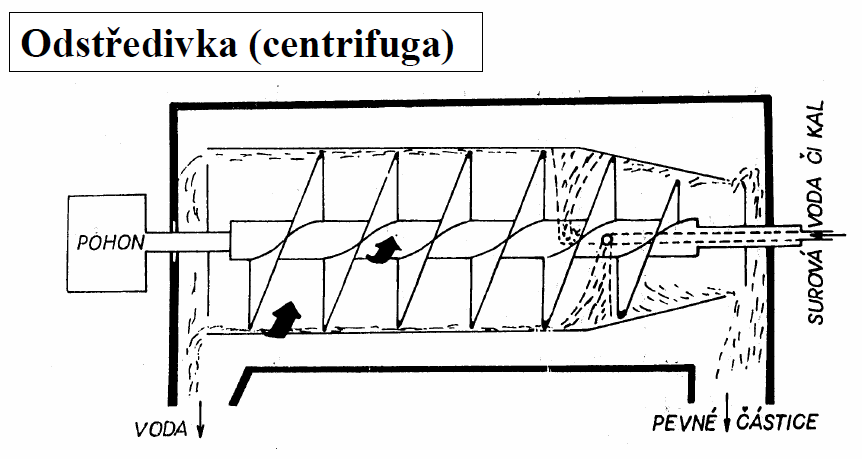 Odstředivka (centrifuga)
POHON
SUROVÁ VODA ČI KAL
VODA
PEVNÉ ČÁSTICE